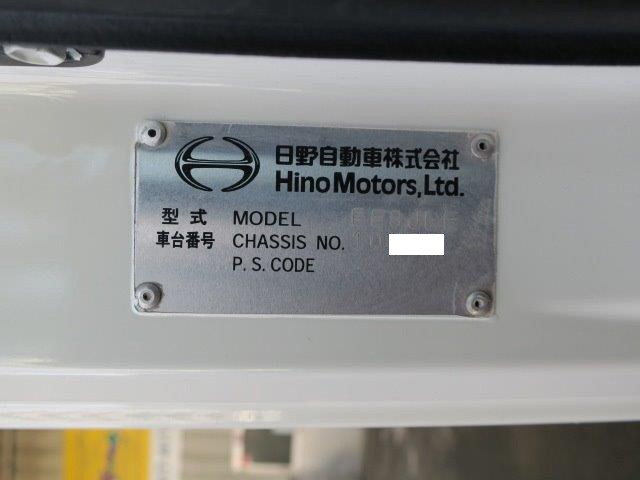 日野自動車株式会社
Hino Motors, Ltd.
型式 MODEL
車台番号 CHASSIS NO. 10
P. S. CODE